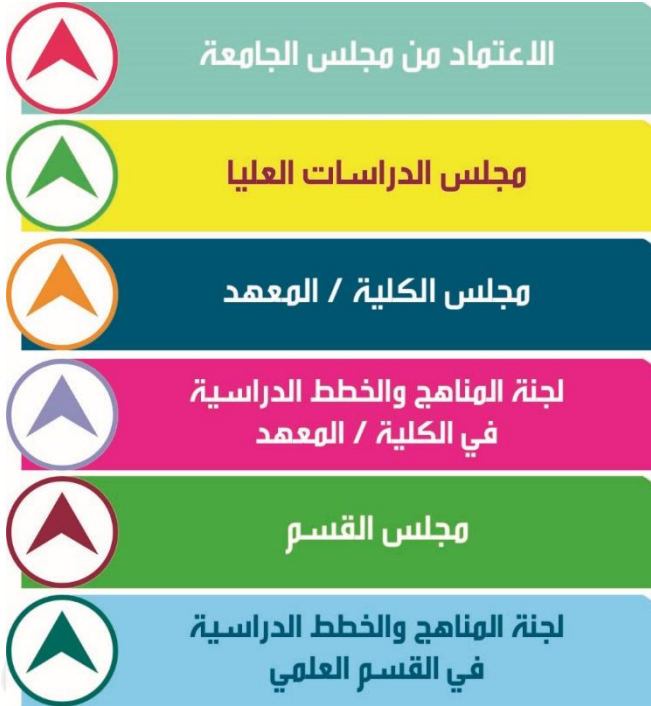 الاعتماد من مجلس الجامعة
مجلس الدراسات العليا
مجلس الكلية / المعهد
لجنة المناهج والخطط الدراسية
في الكلية / المعهد
مجلس القسم
لجنة المناهج والخطط الدراسية
في القسم العلمي